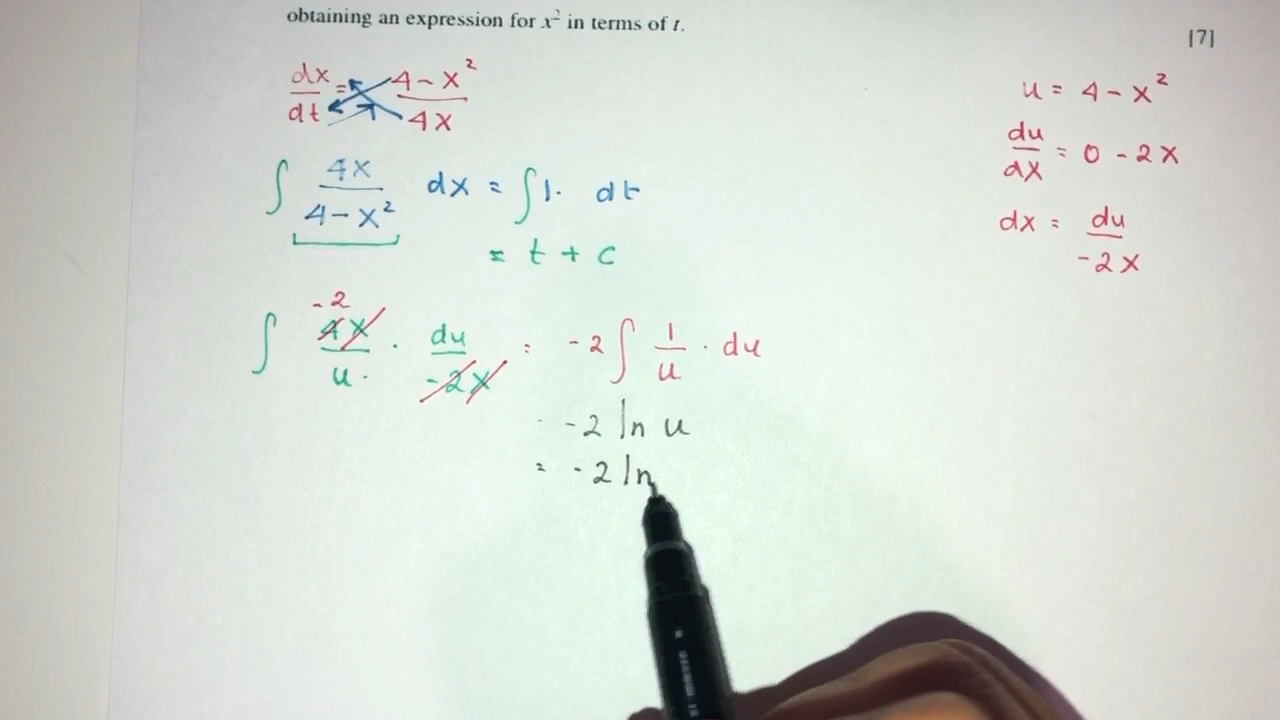 obtaining an expression for x² in terms of t.
[7]
dx/dt = (4 - x²)/(4x)
∫ 4x/(4 - x²) dx = ∫ 1. dt
= t + c
-2
∫ 4x/u . du/-2x = -2 ∫ 1/u . du
-2 ln u
= -2 ln
u = 4 - x²
du/dx = 0 - 2x
dx = du/-2x